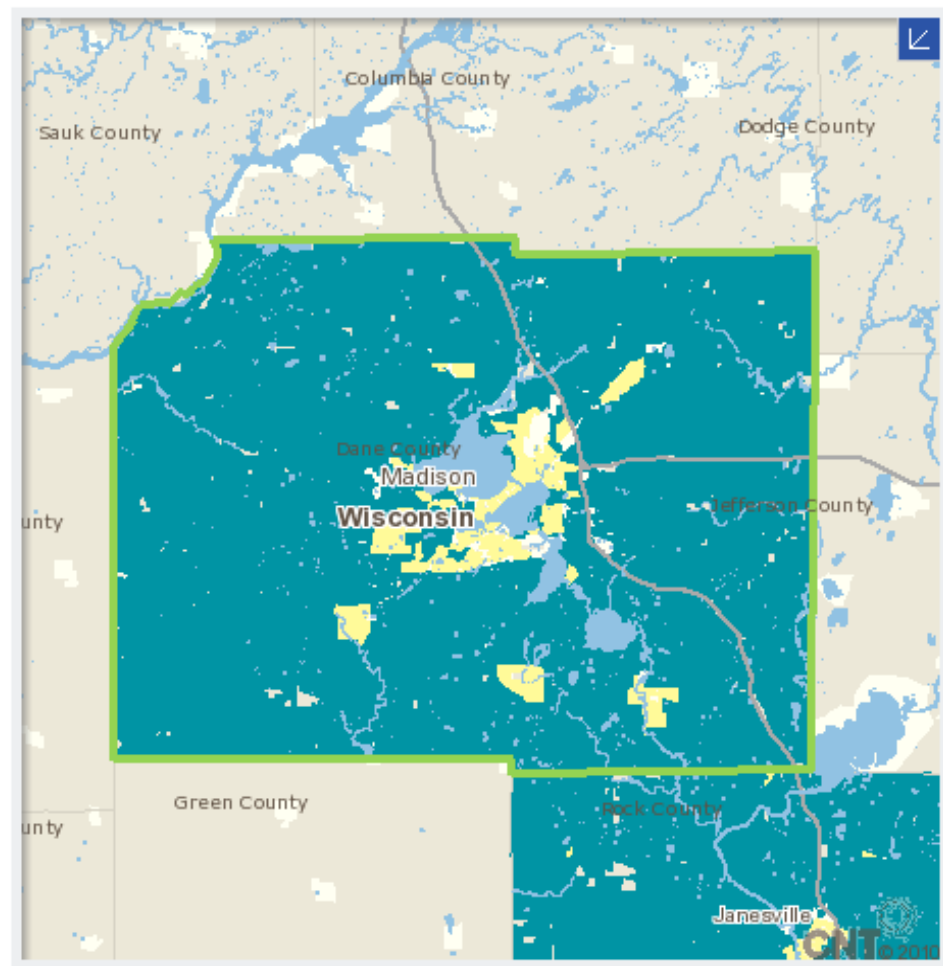 Columbia County
Sauk County
Dodge County
Dane County
Madison
Jefferson County
Wisconsin
unty
Green County
Rock County
unty
Janesville
CNT © 2010